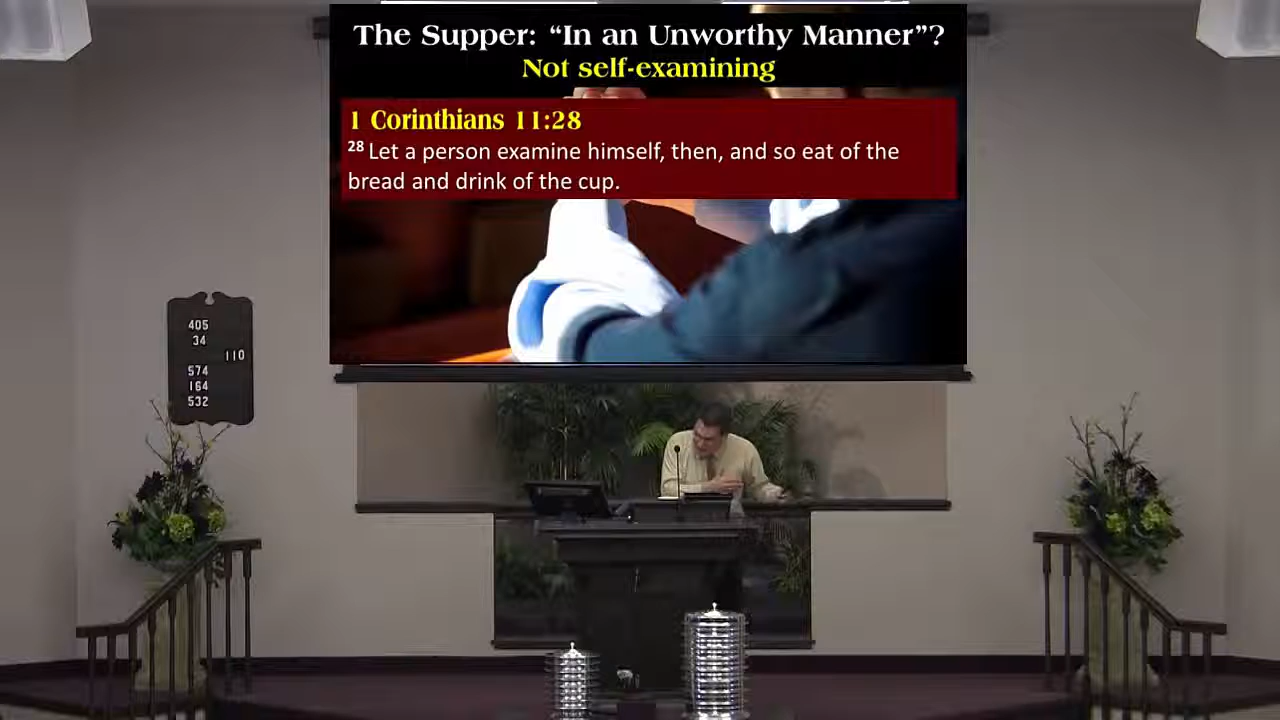 The Supper: “In an Unworthy Manner”?
Not self-examining
1 Corinthians 11:28
28 Let a person examine himself, then, and so eat of the
bread and drink of the cup.
405
34
110
574
164
532